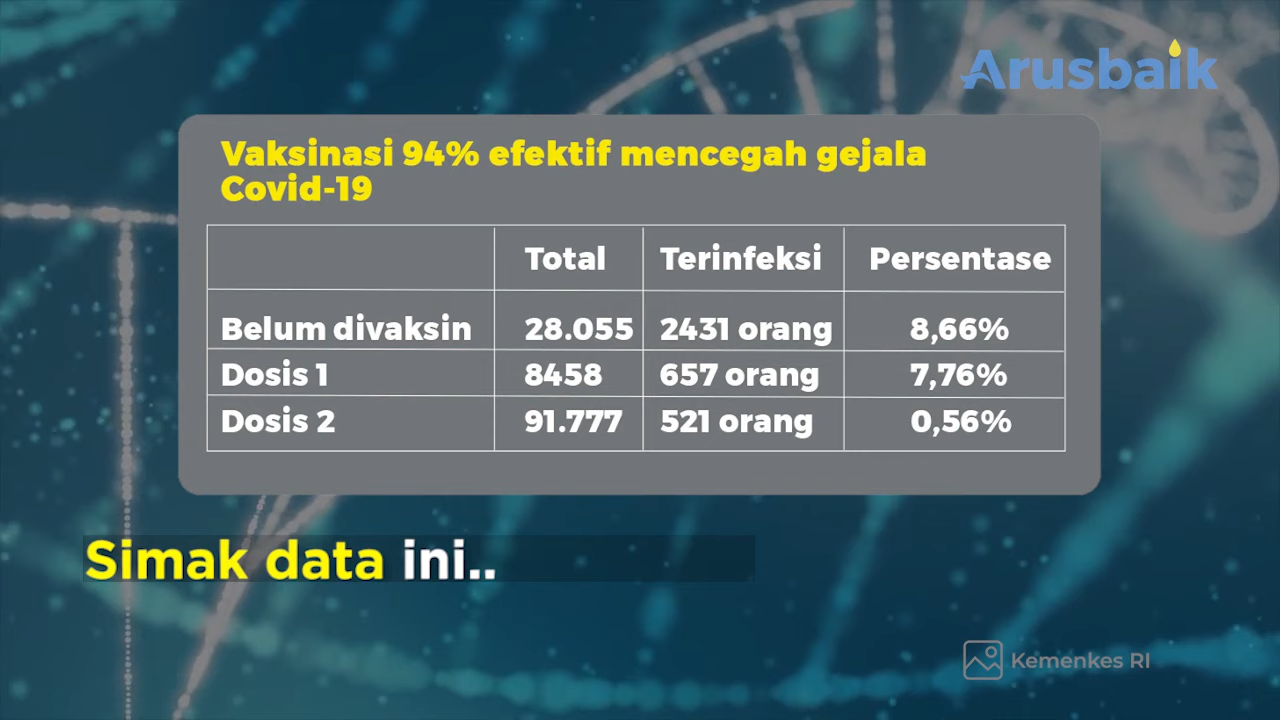 Arusbaik
Vaksinasi 94% efektif mencegah gejala
Covid-19
Total Terinfeksi Persentase
Belum divaksin 28.055 2431 orang 8,66%
Dosis 1 8458 657 orang 7,76%
Dosis 2 91.777 521 orang 0,56%
Simak data ini..
Kemenkes RI